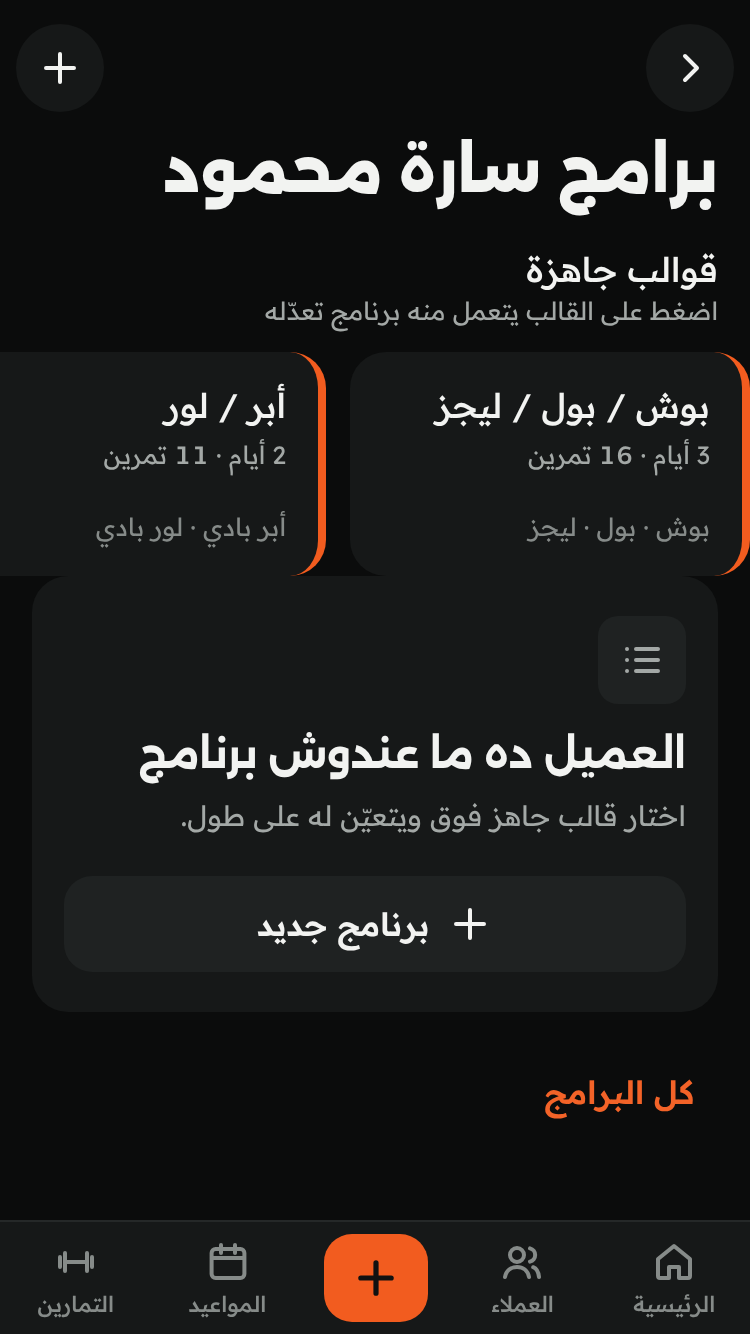 برامج سارة محمود
قوالب جاهزة
اضغط على القالب يتعمل منه برنامج تعدّله
بوش / بول / ليجز
3 أيام · 16 تمرين
بوش · بول · ليجز
أبر / لور
2 أيام · 11 تمرين
أبر بادي · لور بادي
العميل ده ما عندوش برنامج
اختار قالب جاهز فوق ويتعيّن له على طول.
برنامج جديد
كل البرامج
الرئيسية
العملاء
المواعيد
التمارين